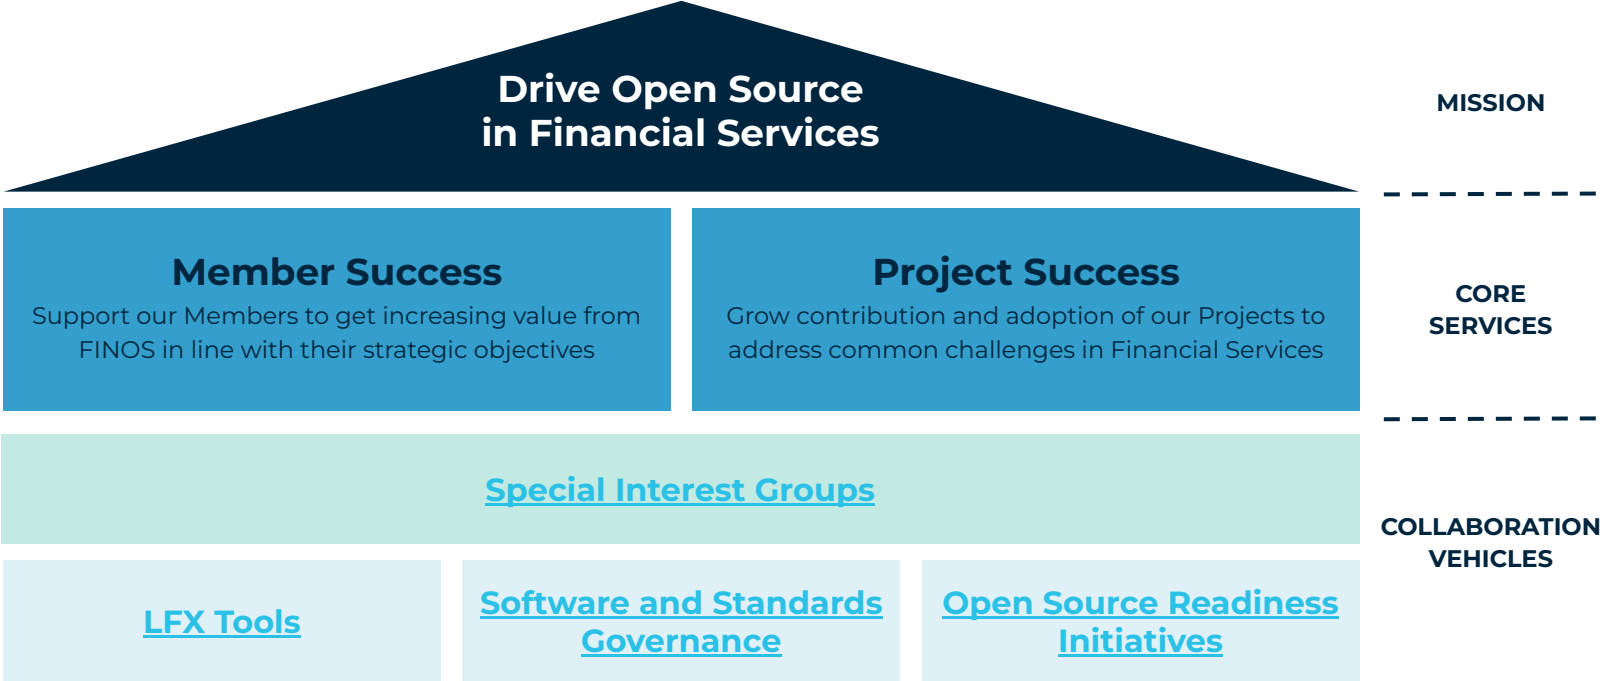 Drive Open Source
in Financial Services
MISSION
Member Success
Support our Members to get increasing value from
FINOS in line with their strategic objectives
Project Success
Grow contribution and adoption of our Projects to
address common challenges in Financial Services
CORE
SERVICES
Special Interest Groups
COLLABORATION
VEHICLES
LFX Tools
Software and Standards
Governance
Open Source Readiness
Initiatives